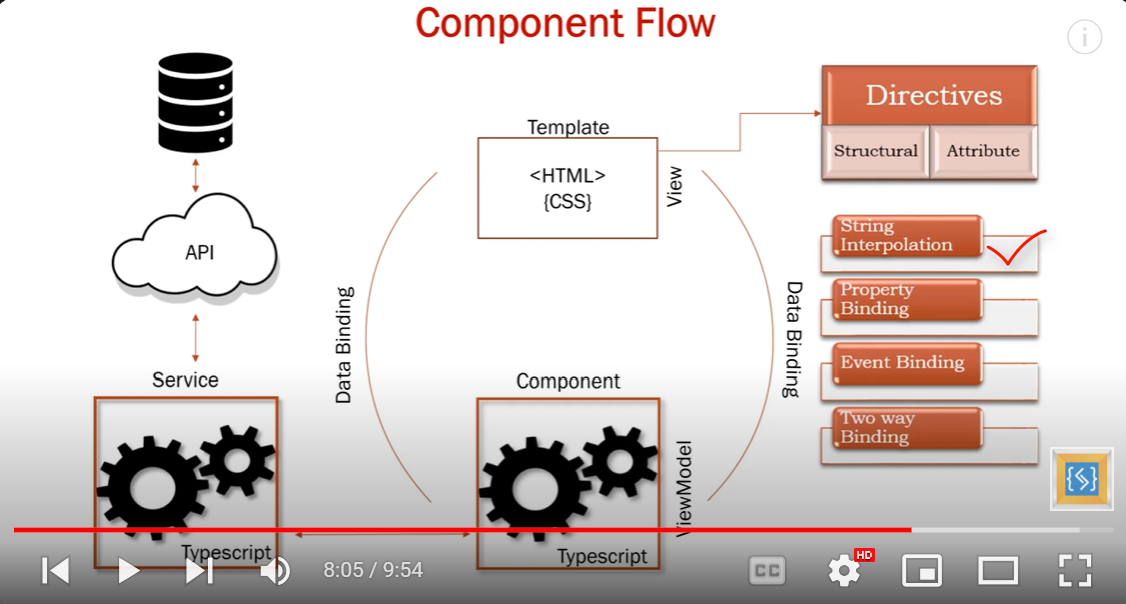 Component Flow
Directives
Structural
Attribute
Template
<HTML>
{CSS}
View
API
String
Interpolation
Property
Binding
Event Binding
Two way
Binding
Data Binding
Data Binding
Service
Component
ViewModel
Typescript
Typescript
8:05 / 9:54
CC
HD